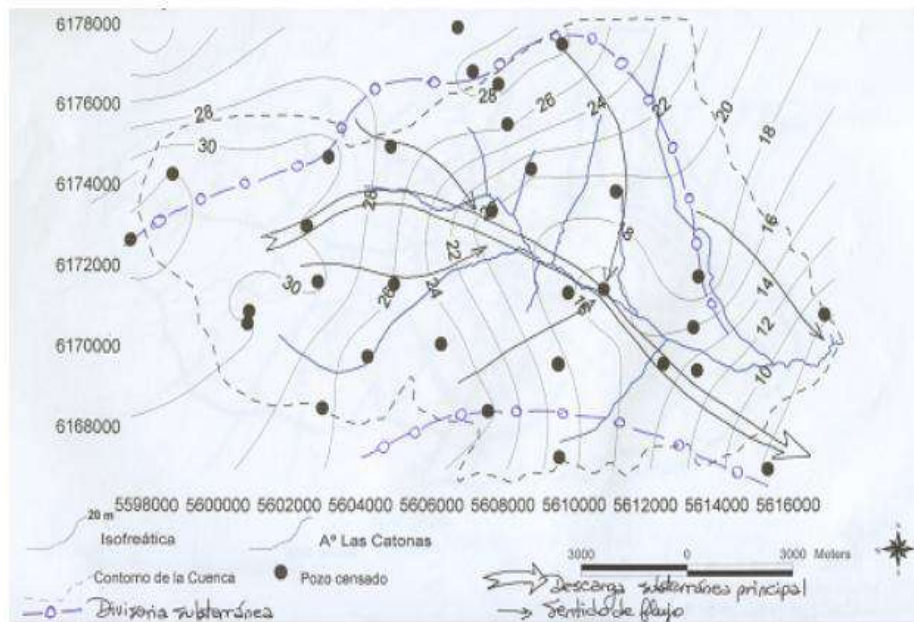 6178000
6176000
6174000
6172000
6170000
6168000
28
30
28
26
24
22
20
18
16
14
12
10
28
30
26
24
22
18
16
5598000 5600000 5602000 5604000 5606000 5608000 5610000 5612000 5614000 5616000
20 m
Isofreática
Aº Las Catonas
3000 0 3000 Meters
Contorno de la Cuenca
Pozo censado
Descarga subterránea principal
Divisoria subterránea
Sentido de flujo